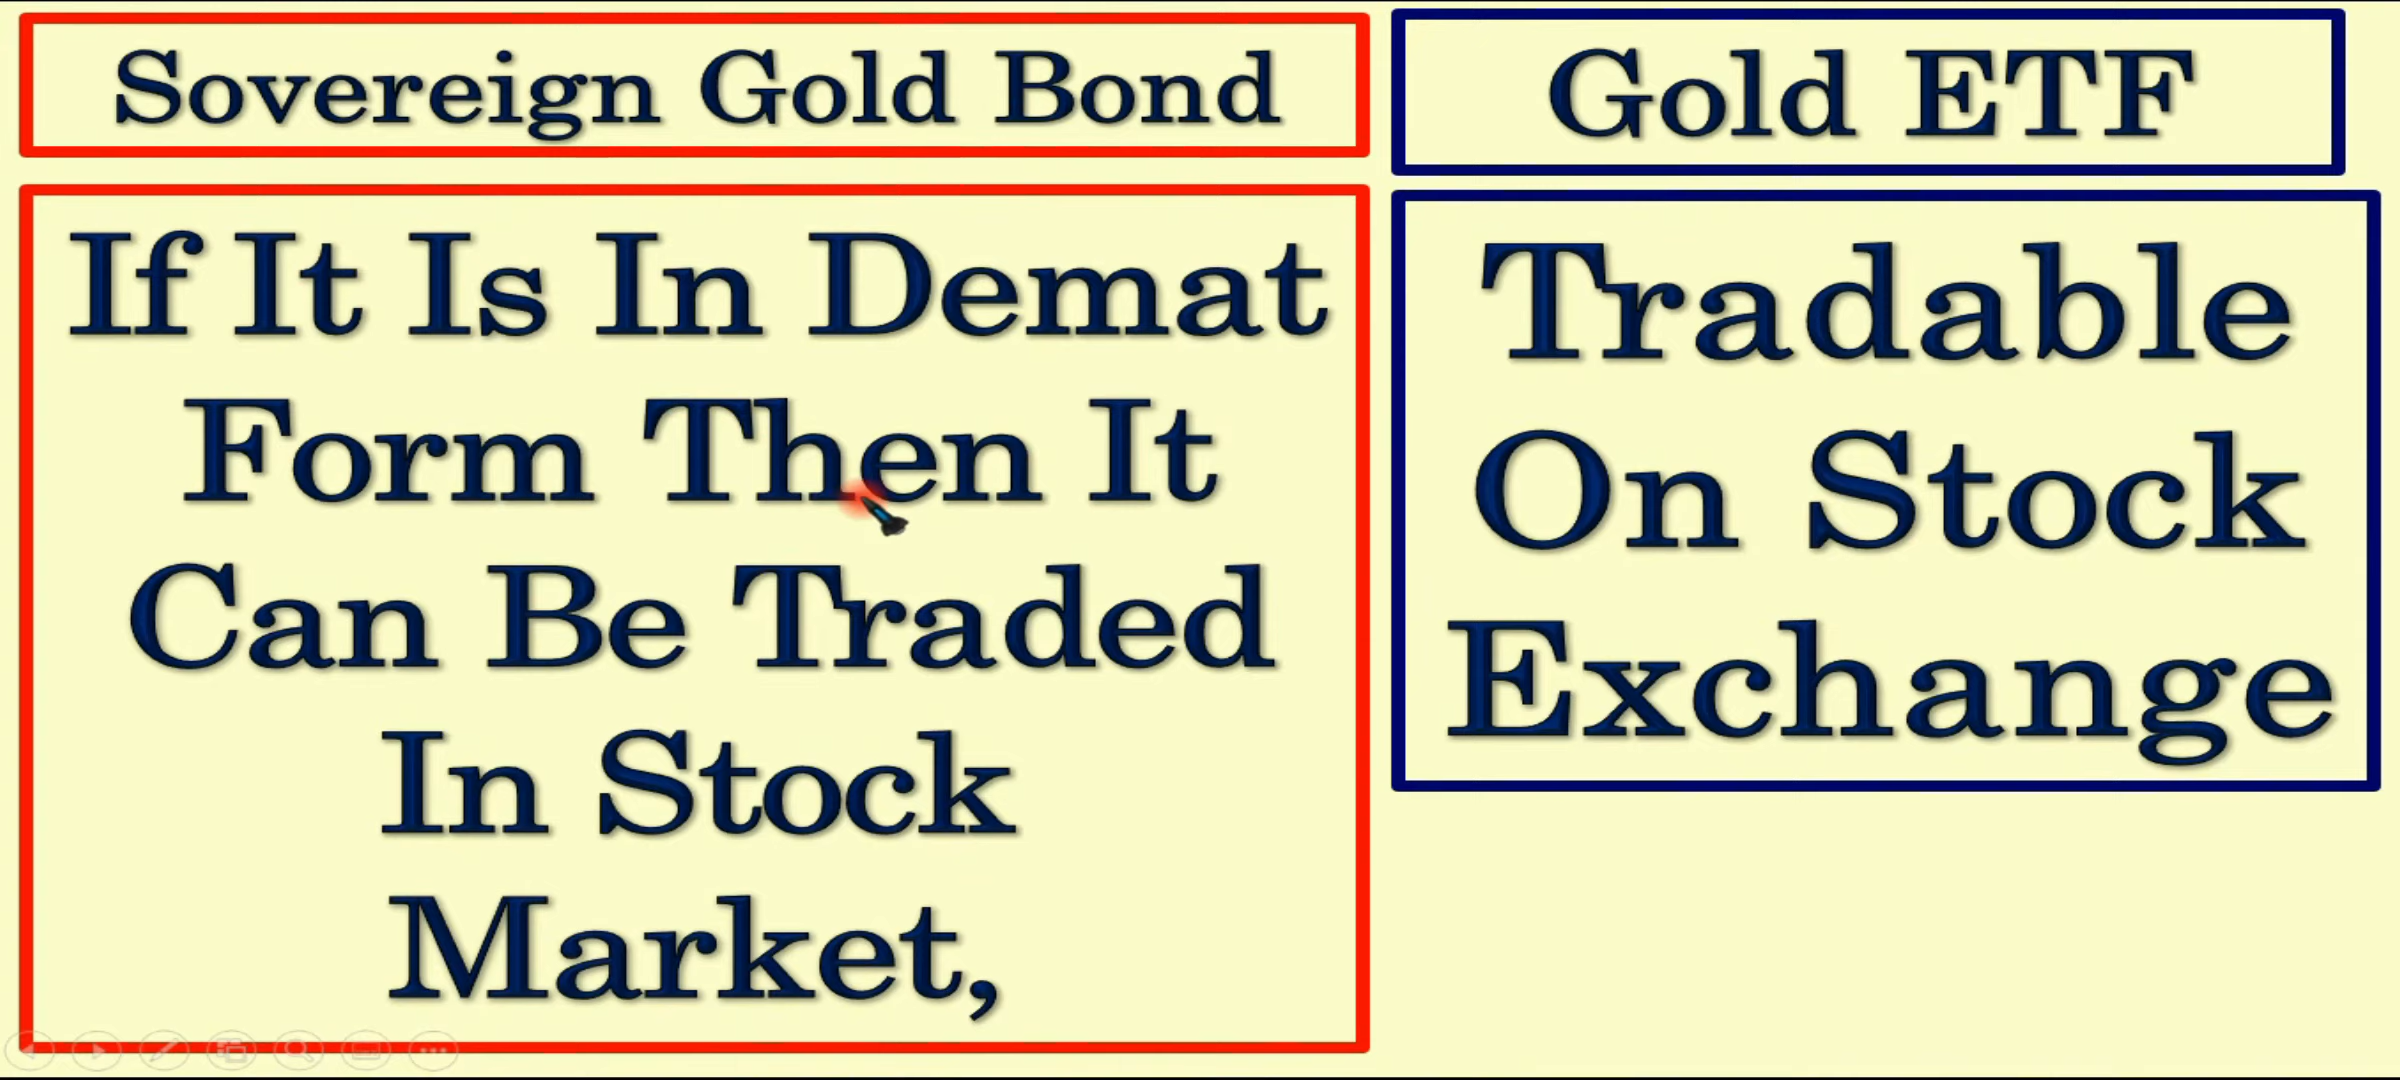 Sovereign Gold Bond
If It Is In Demat
Form Then It
Can Be Traded
In Stock
Market,
Gold ETF
Tradable
On Stock
Exchange